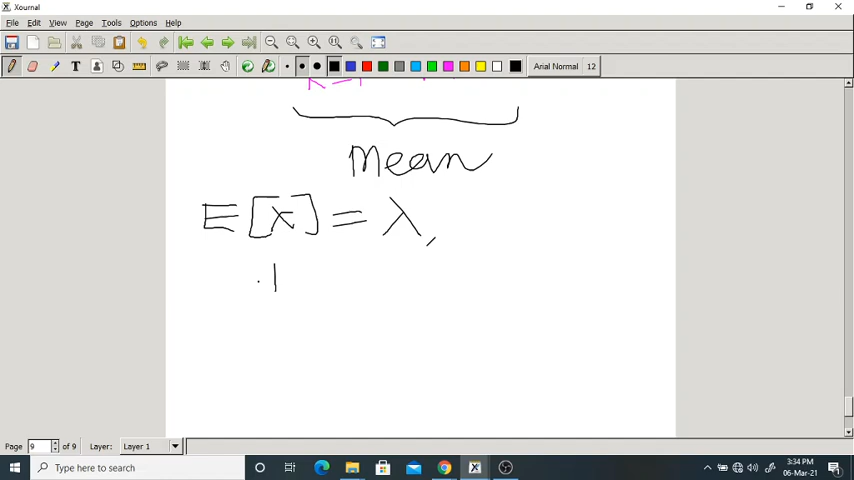 Xournal
File Edit View Page Tools Options Help
Arial Normal 12
Mean
E[x] = λ,
Page 9 of 9 Layer: Layer 1
Type here to search
3:34 PM
06-Mar-21